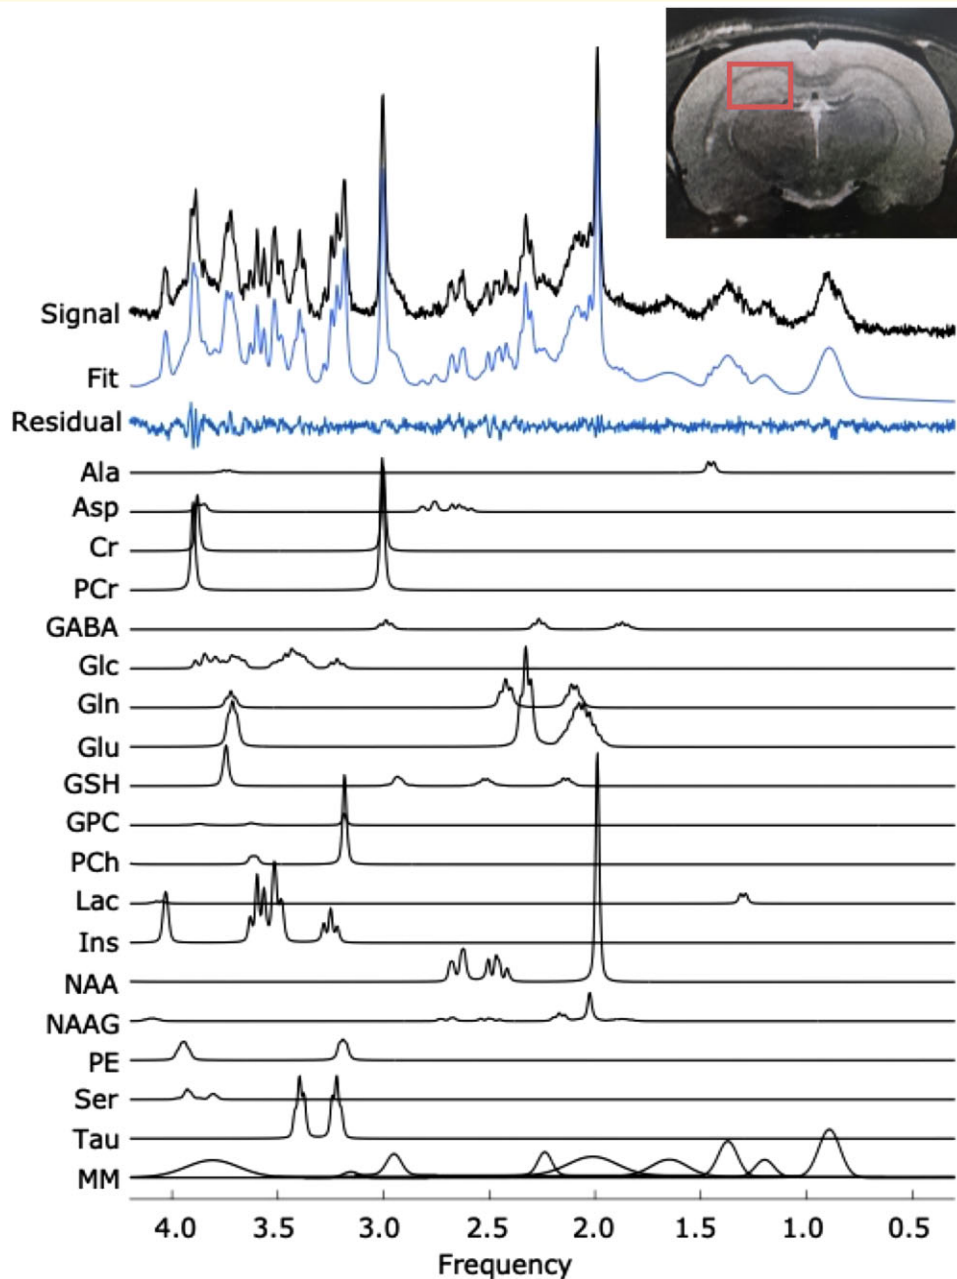 Signal
Fit
Residual
Ala
Asp
Cr
PCr
GABA
Glc
Gln
Glu
GSH
GPC
PCh
Lac
Ins
NAA
NAAG
PE
Ser
Tau
MM
4.0 3.5 3.0 2.5 2.0 1.5 1.0 0.5
Frequency